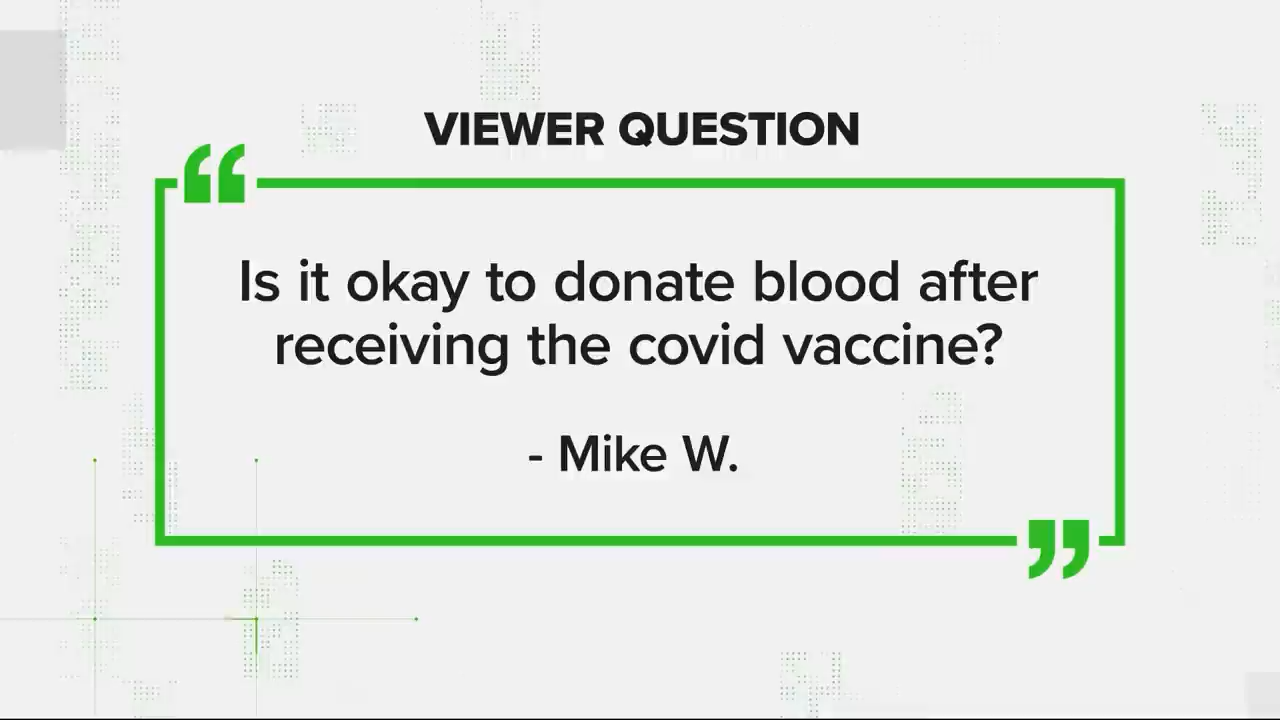 VIEWER QUESTION
“
Is it okay to donate blood after
receiving the covid vaccine?
- Mike W.
”